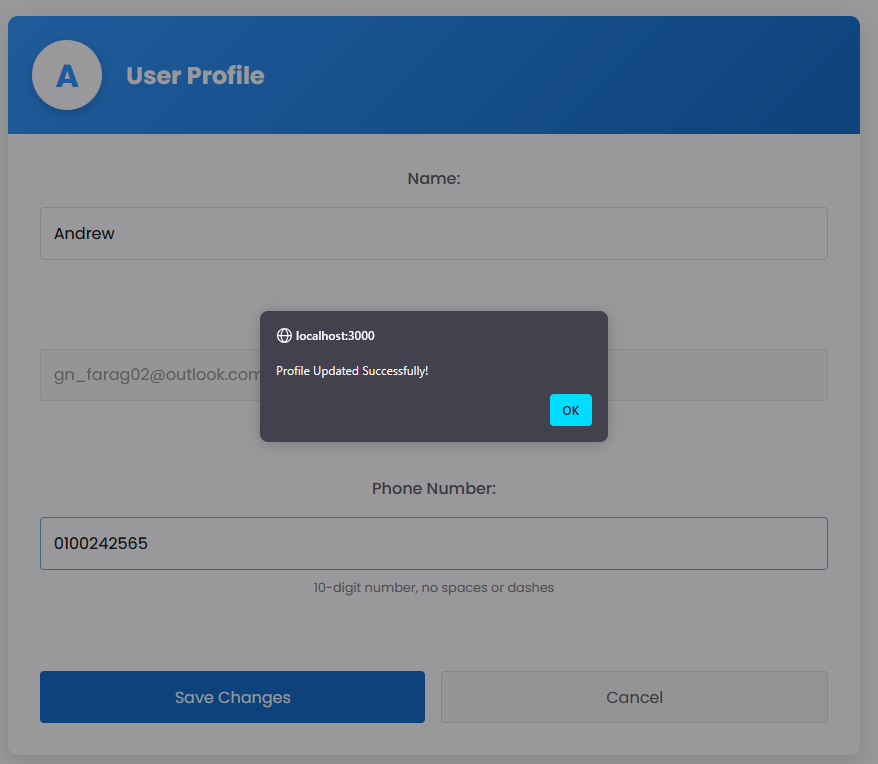 A
User Profile
Name:
Andrew
localhost:3000
Profile Updated Successfully!
gn_farag02@outlook.com
OK
Phone Number:
0100242565
10-digit number, no spaces or dashes
Save Changes
Cancel